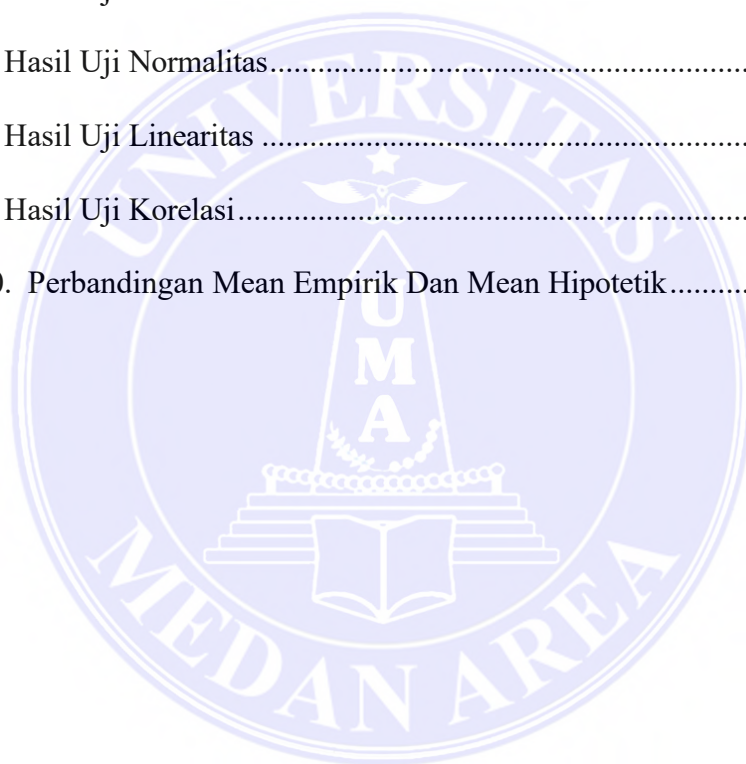 Hasil Uji Normalitas................................................................
Hasil Uji Linearitas ................................................................
Hasil Uji Korelasi....................................................................
. Perbandingan Mean Empirik Dan Mean Hipotetik..........
UNIVERSITAS
U
M
A
MEDAN AREA